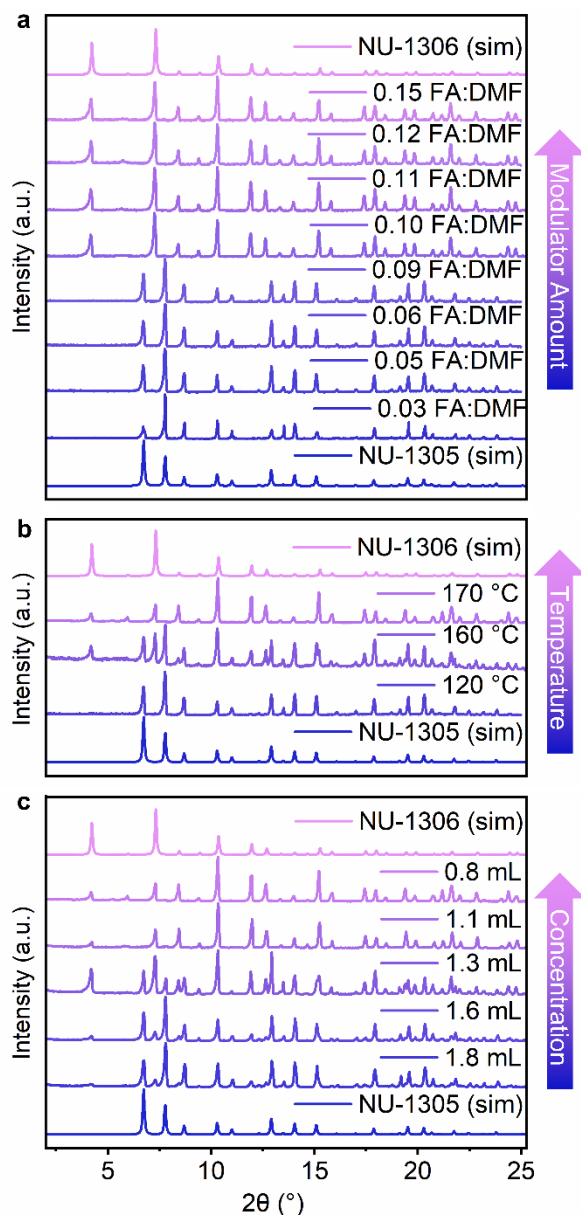 a
NU-1306 (sim)
0.15 FA:DMF
0.12 FA:DMF
0.11 FA:DMF
0.10 FA:DMF
0.09 FA:DMF
0.06 FA:DMF
0.05 FA:DMF
0.03 FA:DMF
NU-1305 (sim)
Intensity (a.u.)
Modulator Amount
b
NU-1306 (sim)
170 °C
160 °C
120 °C
NU-1305 (sim)
Temperature
c
NU-1306 (sim)
0.8 mL
1.1 mL
1.3 mL
1.6 mL
1.8 mL
NU-1305 (sim)
Intensity (a.u.)
Concentration
5 10 15 20 25
2θ (°)